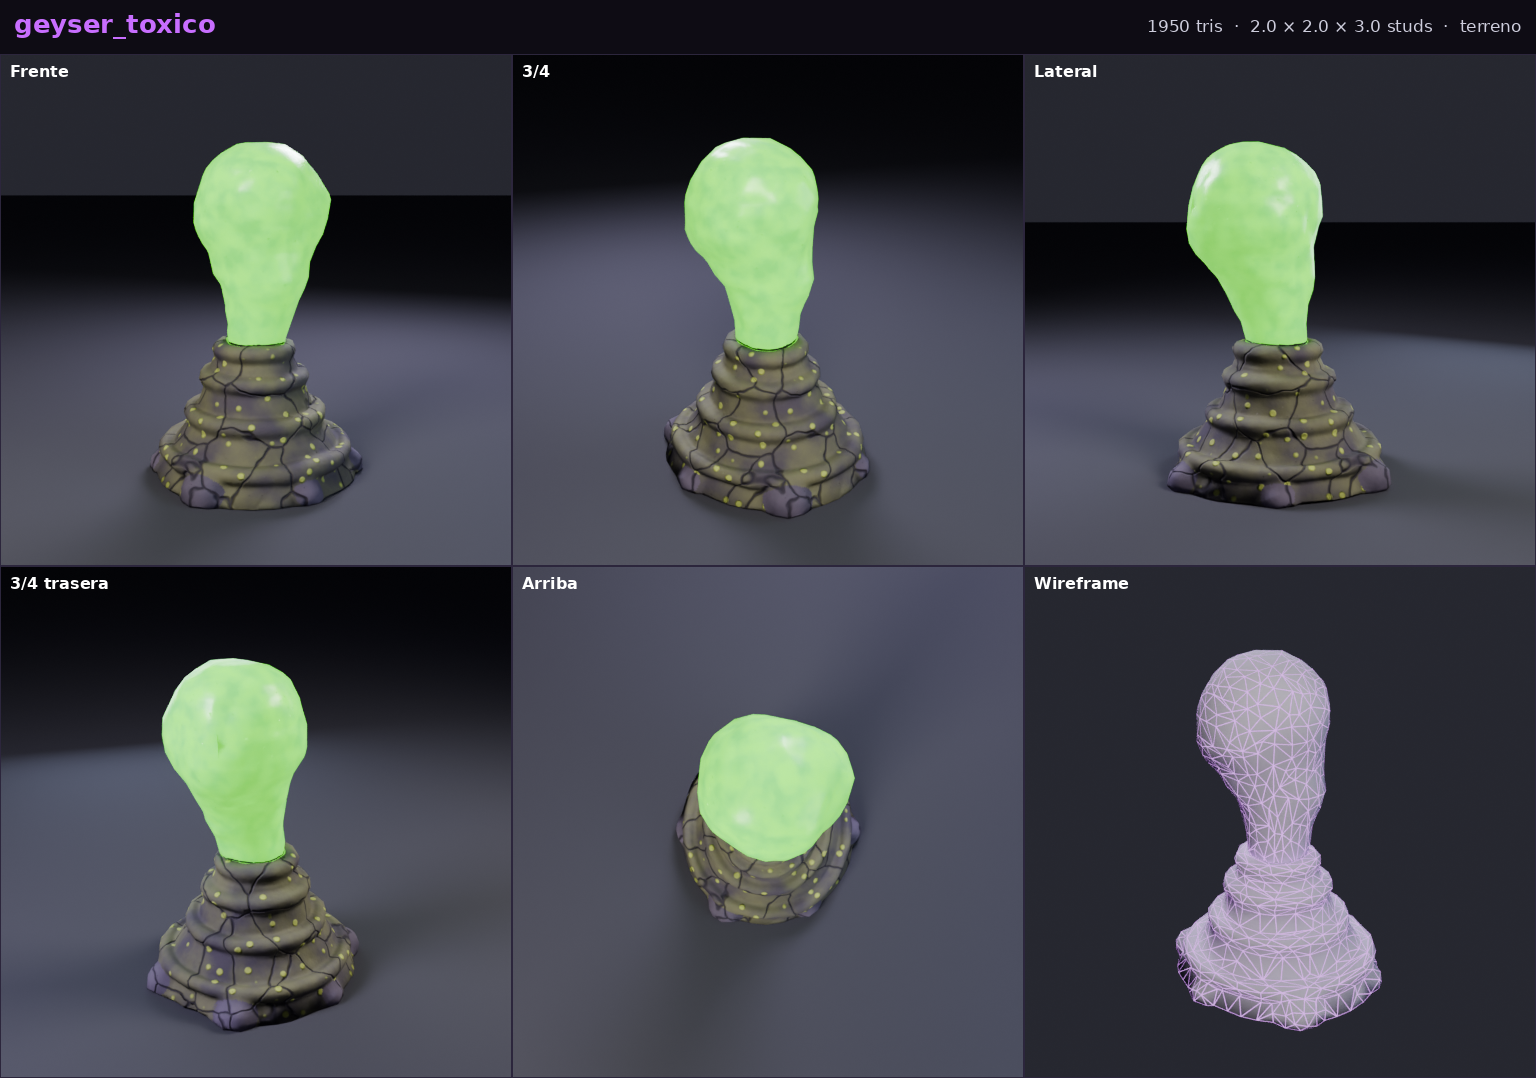 geyser_toxico
1950 tris · 2.0 × 2.0 × 3.0 studs · terreno
Frente
3/4
Lateral
3/4 trasera
Arriba
Wireframe